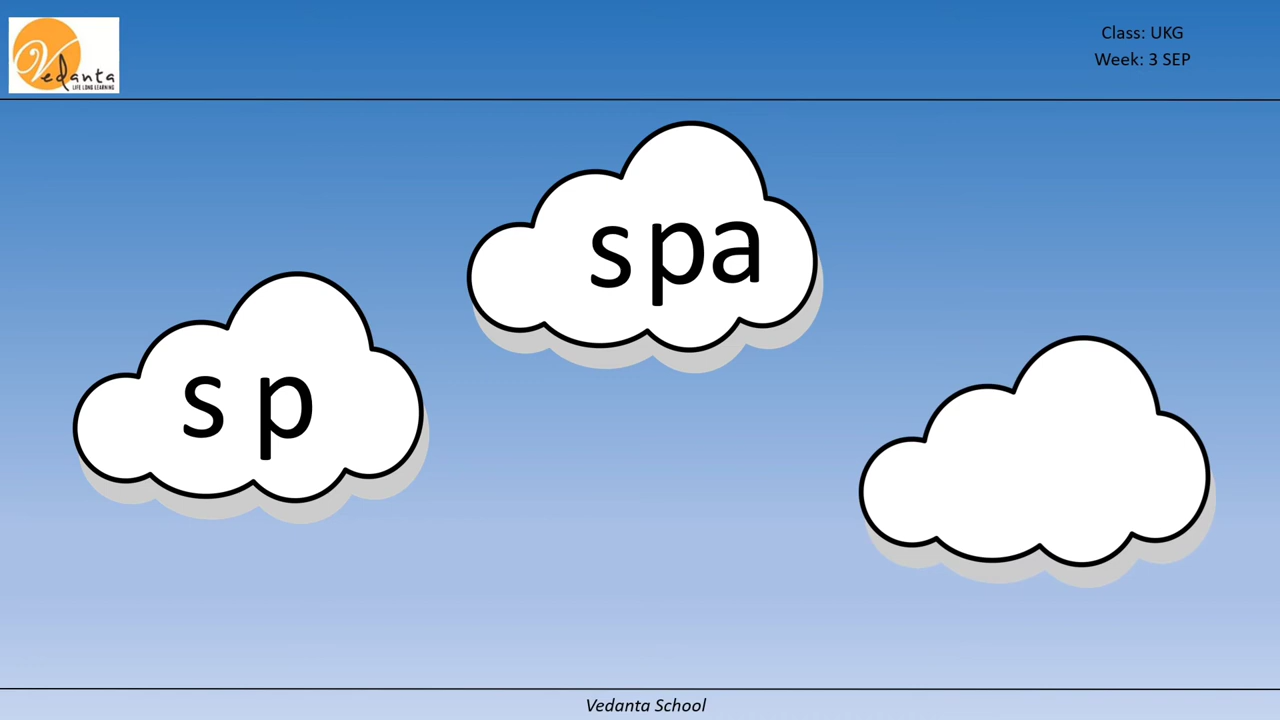 Vedanta
LIFE LONG LEARNING
Class: UKG
Week: 3 SEP
spa
s p
Vedanta School